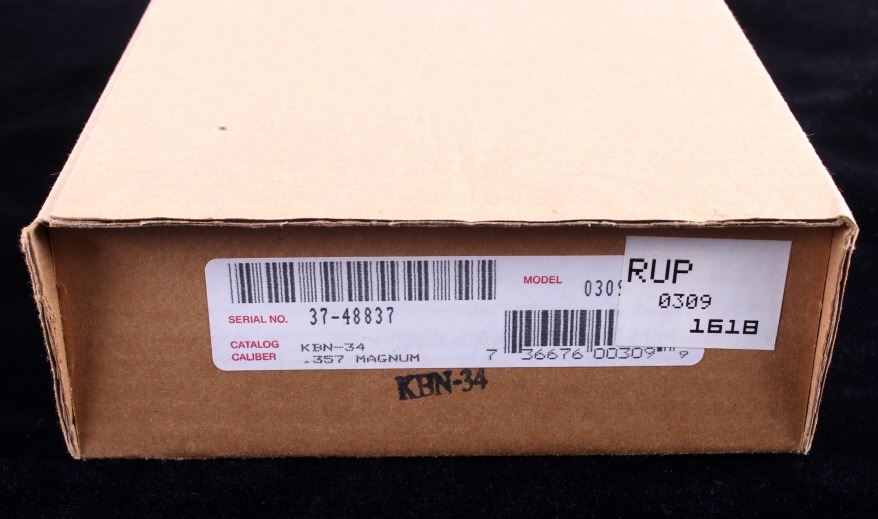 MODEL 0309
SERIAL NO. 37-48837
CATALOG KBN-34
CALIBER .357 MAGNUM
7 36676 00309 9
RUP
0309
1618
KBN-34